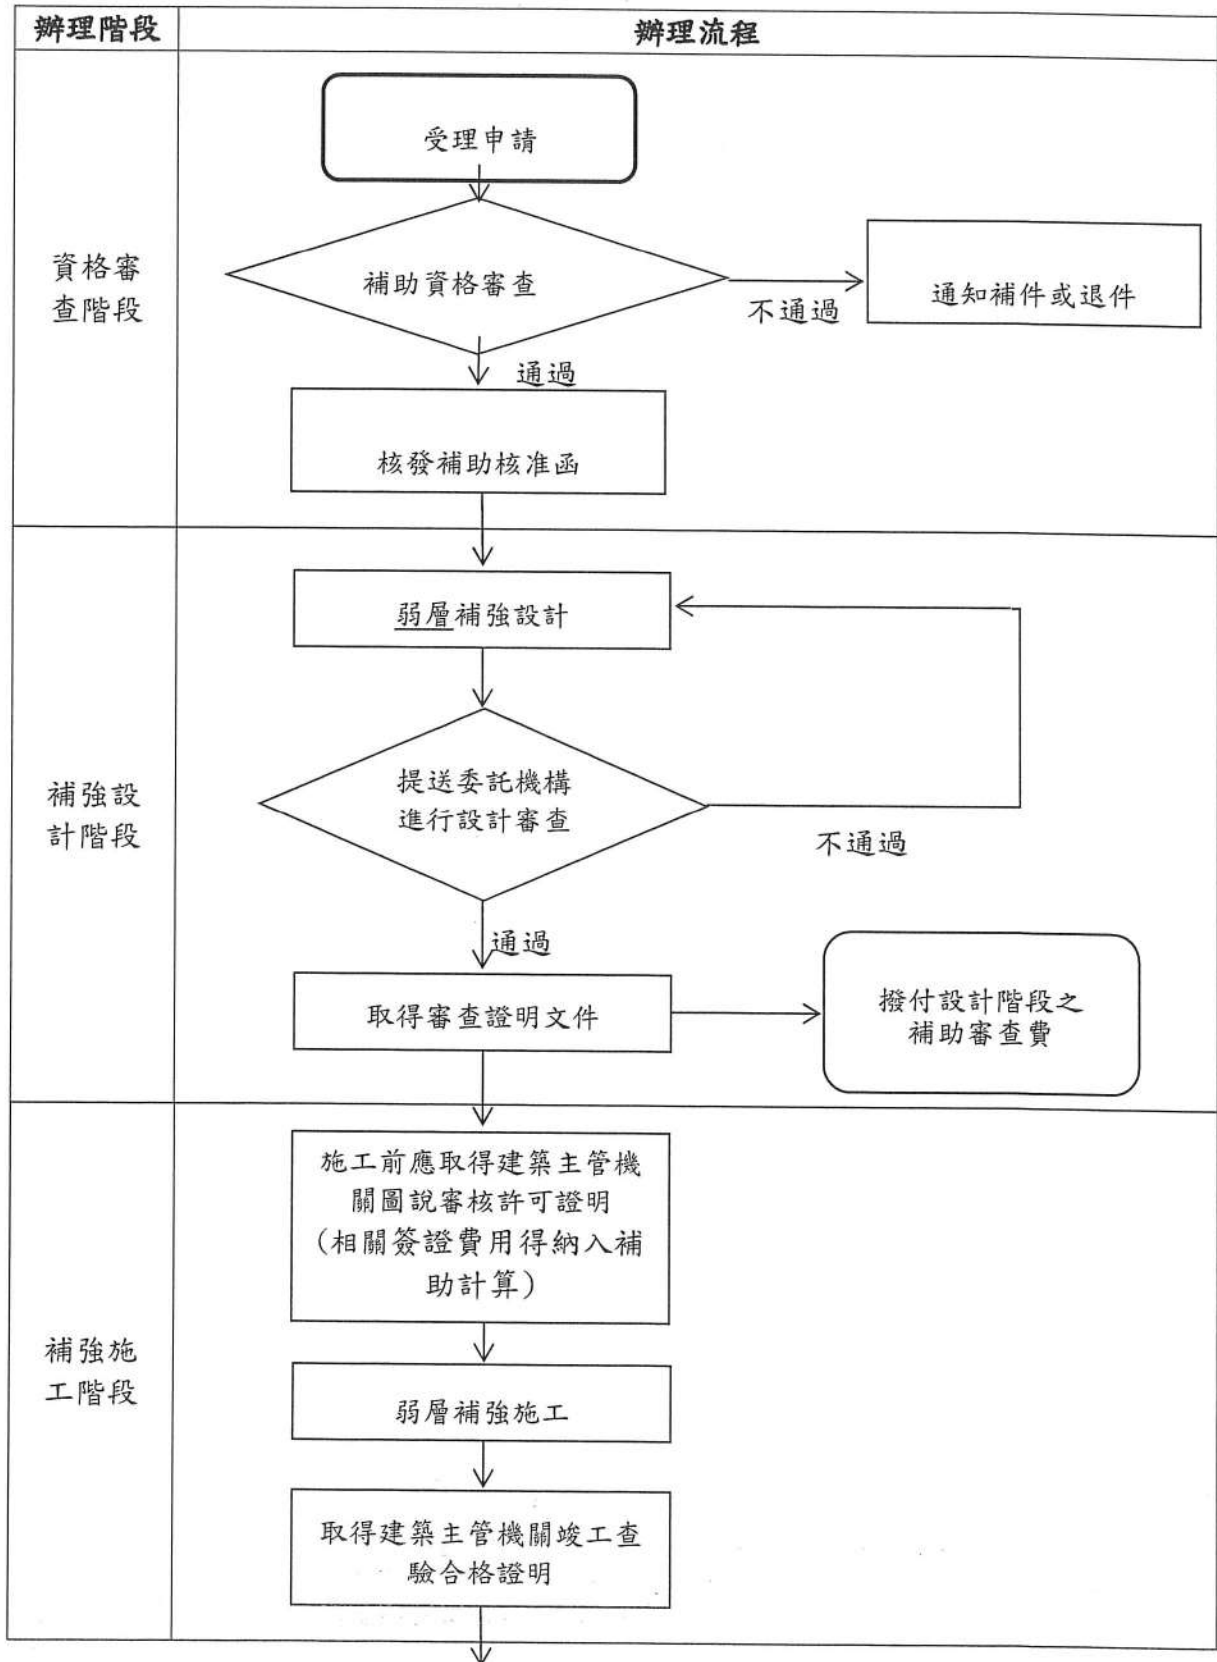 辦理階段
辦理流程
資格審
查階段
受理申請
補助資格審查
不通過
通知補件或退件
通過
核發補助核准函
補強設
計階段
弱層補強設計
提送委託機構
進行設計審查
不通過
通過
取得審查證明文件
撥付設計階段之
補助審查費
補強施
工階段
施工前應取得建築主管機
關圖說審核許可證明
(相關簽證費用得納入補
助計算)
弱層補強施工
取得建築主管機關竣工查
驗合格證明